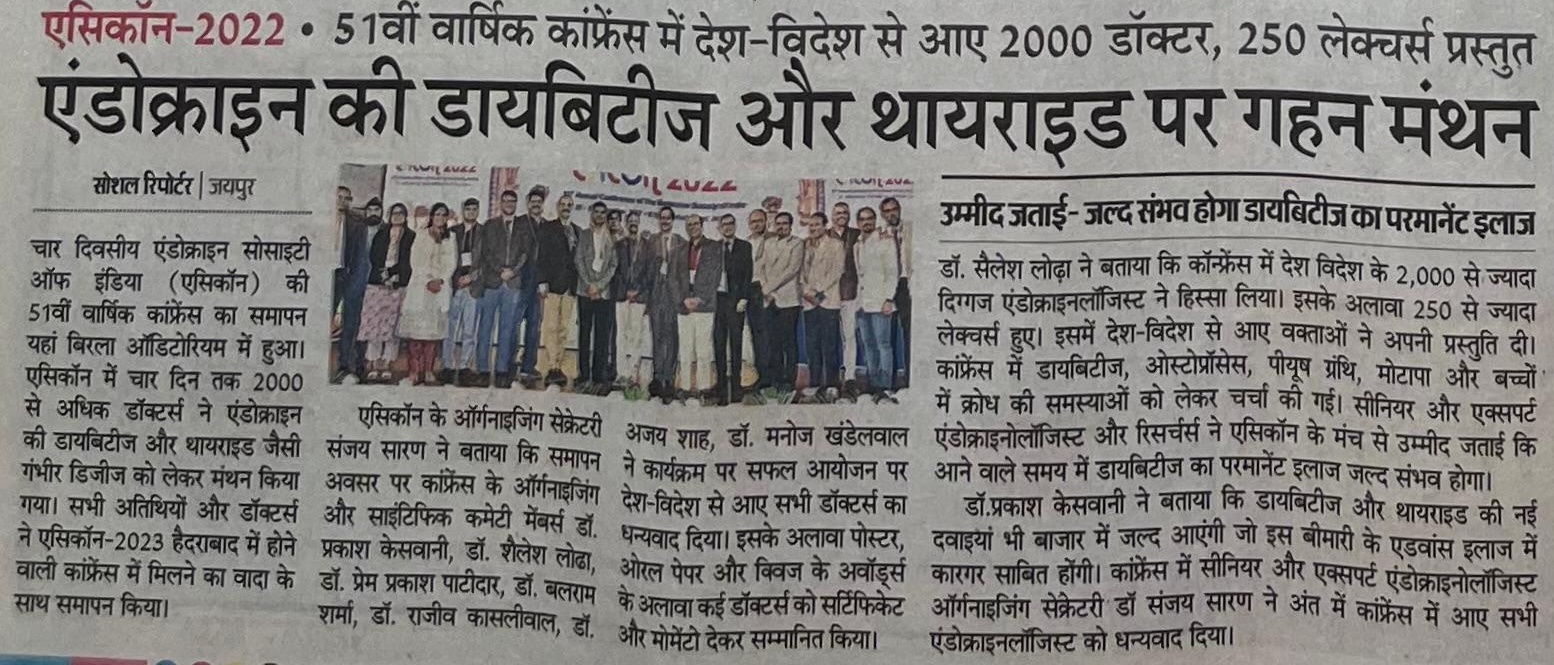 एसिकॉन-2022 • 51वीं वार्षिक कांफ्रेंस में देश-विदेश से आए 2000 डॉक्टर, 250 लेक्चर्स प्रस्तुत
एंडोक्राइन की डायबिटीज और थायराइड पर गहन मंथन
सोशल रिपोर्टर | जयपुर
चार दिवसीय एंडोक्राइन सोसाइटी
ऑफ इंडिया (एसिकॉन) की
51वीं वार्षिक कांफ्रेंस का समापन
यहां बिरला ऑडिटोरियम में हुआ।
एसिकॉन में चार दिन तक 2000
से अधिक डॉक्टर्स ने एंडोक्राइन
की डायबिटीज और थायराइड जैसी
गंभीर डिजीज को लेकर मंथन किया
गया। सभी अतिथियों और डॉक्टर्स
ने एसिकॉन-2023 हैदराबाद में होने
वाली कांफ्रेंस में मिलने का वादा के
साथ समापन किया।
2022
एसिकॉन के ऑर्गनाइजिंग सेक्रेटरी
संजय सारण ने बताया कि समापन
अवसर पर कांफ्रेंस के ऑर्गनाइजिंग
और साइंटिफिक कमेटी मेंबर्स डॉ.
प्रकाश केसवानी, डॉ. शैलेश लोढा,
डॉ. प्रेम प्रकाश पाटीदार, डॉ. बलराम
शर्मा, डॉ. राजीव कासलीवाल, डॉ.
अजय शाह, डॉ. मनोज खंडेलवाल
ने कार्यक्रम पर सफल आयोजन पर
देश-विदेश से आए सभी डॉक्टर्स का
धन्यवाद दिया। इसके अलावा पोस्टर,
ओरल पेपर और क्विज के अवॉर्ड्स
के अलावा कई डॉक्टर्स को सर्टिफिकेट
और मोमेंटो देकर सम्मानित किया।
उम्मीद जताई- जल्द संभव होगा डायबिटीज का परमानेंट इलाज
डॉ. सैलेश लोढ़ा ने बताया कि कॉन्फ्रेंस में देश विदेश के 2,000 से ज्यादा
दिग्गज एंडोक्राइनलॉजिस्ट ने हिस्सा लिया। इसके अलावा 250 से ज्यादा
लेक्चर्स हुए। इसमें देश-विदेश से आए वक्ताओं ने अपनी प्रस्तुति दी।
कांफ्रेंस में डायबिटीज, ओस्टोप्रॉसेस, पीयूष ग्रंथि, मोटापा और बच्चों
में क्रोध की समस्याओं को लेकर चर्चा की गई। सीनियर और एक्सपर्ट
एंडोक्राइनोलॉजिस्ट और रिसर्चर्स ने एसिकॉन के मंच से उम्मीद जताई कि
आने वाले समय में डायबिटीज का परमानेंट इलाज जल्द संभव होगा।
डॉ.प्रकाश केसवानी ने बताया कि डायबिटीज और थायराइड की नई
दवाइयां भी बाजार में जल्द आएंगी जो इस बीमारी के एडवांस इलाज में
कारगर साबित होंगी। कांफ्रेंस में सीनियर और एक्सपर्ट एंडोक्राइनोलॉजिस्ट
ऑर्गनाइजिंग सेक्रेटरी डॉ संजय सारण ने अंत में कांफ्रेंस में आए सभी
एंडोक्राइनलॉजिस्ट को धन्यवाद दिया।